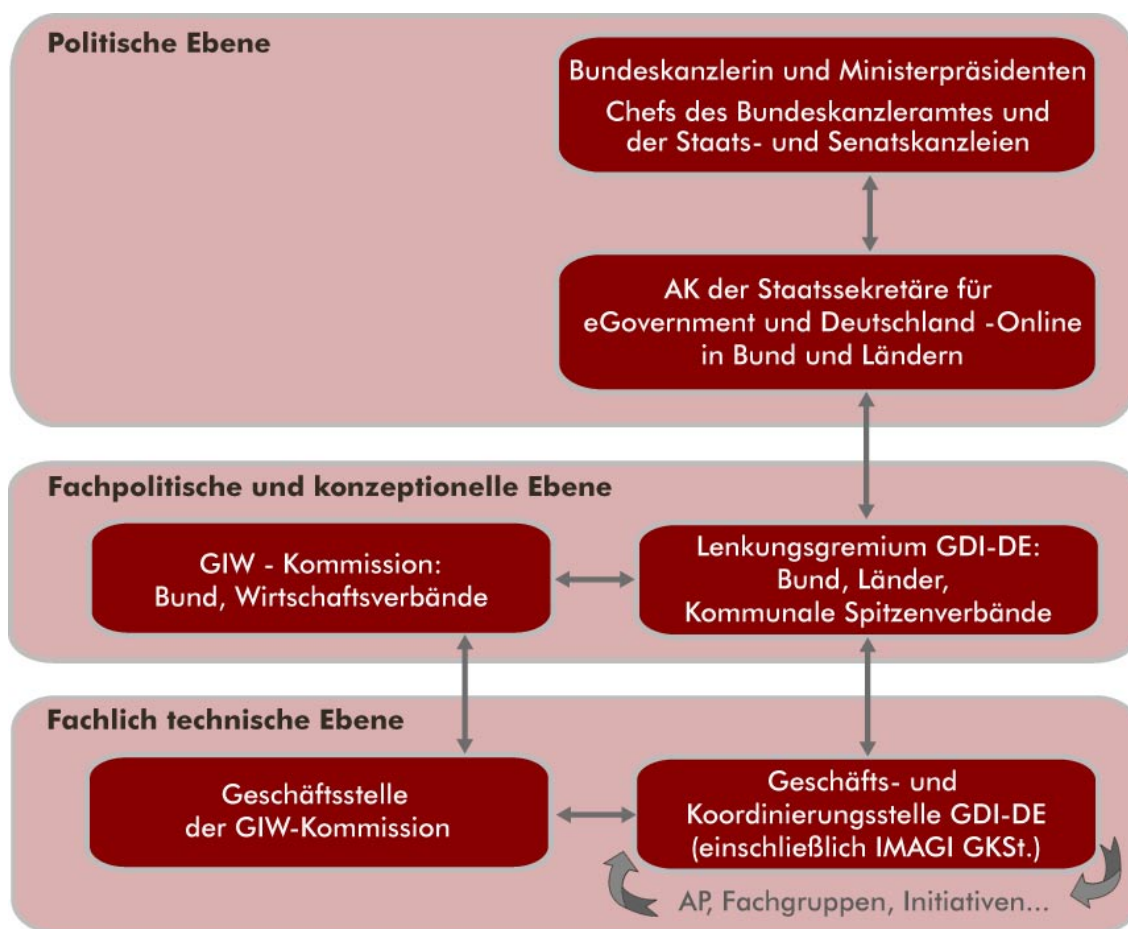 Politische Ebene
Bundeskanzlerin und Ministerpräsidenten
Chefs des Bundeskanzleramtes und
der Staats- und Senatskanzleien
AK der Staatssekretäre für
eGovernment und Deutschland -Online
in Bund und Ländern
Fachpolitische und konzeptionelle Ebene
GIW - Kommission:
Bund, Wirtschaftsverbände
Lenkungsgremium GDI-DE:
Bund, Länder,
Kommunale Spitzenverbände
Fachlich technische Ebene
Geschäftsstelle
der GIW-Kommission
Geschäfts- und
Koordinierungsstelle GDI-DE
(einschließlich IMAGI GKSt.)
AP, Fachgruppen, Initiativen...